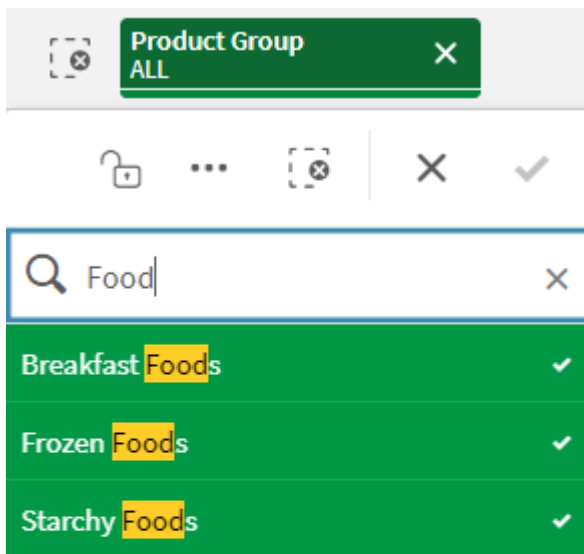 Product Group
ALL
Food
Breakfast Foods
Frozen Foods
Starchy Foods